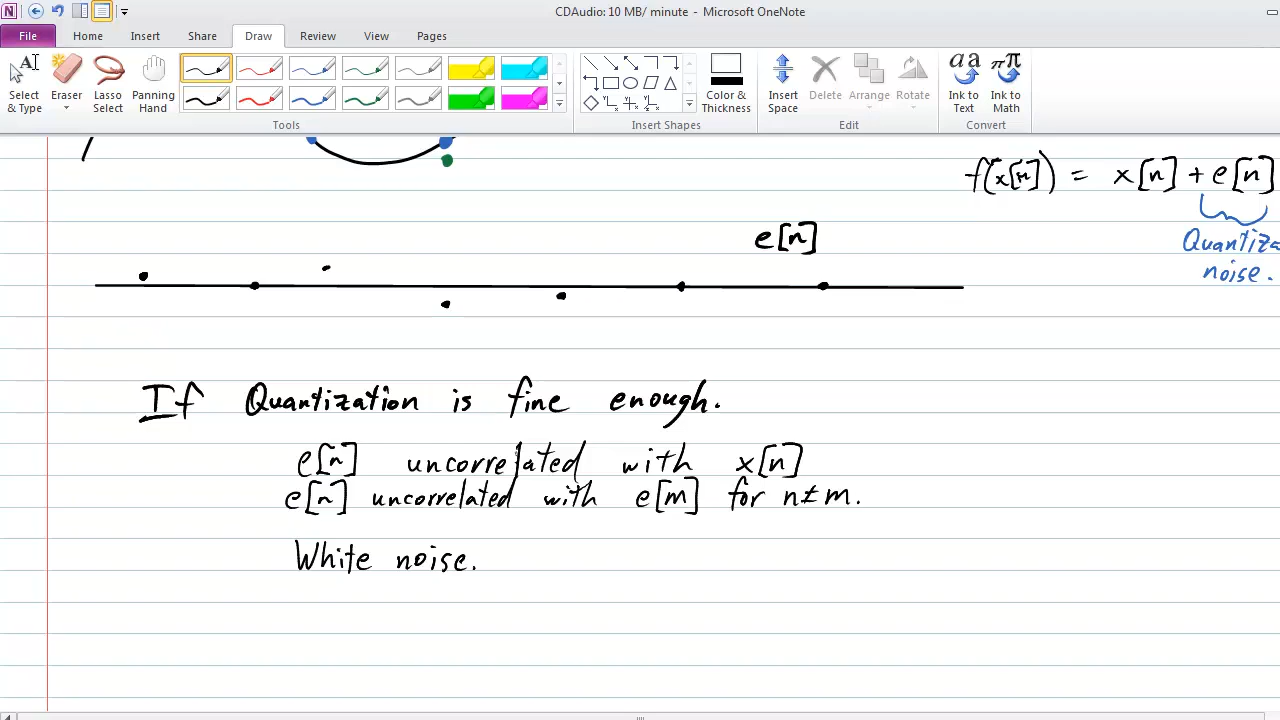 CDAudio: 10 MB/ minute - Microsoft OneNote
File Home Insert Share Draw Review View Pages
Select & Type
Eraser
Lasso Select
Panning Hand
Color & Thickness
Insert Space
Delete
Arrange
Rotate
Ink to Text
Ink to Math
Tools
Insert Shapes
Edit
Convert
f(x[n]) = x[n] + e[n]
Quantiza
noise.
e[n]
If Quantization is fine enough.
e[n] uncorrelated with x[n]
e[n] uncorrelated with e[m] for n≠m.
White noise.